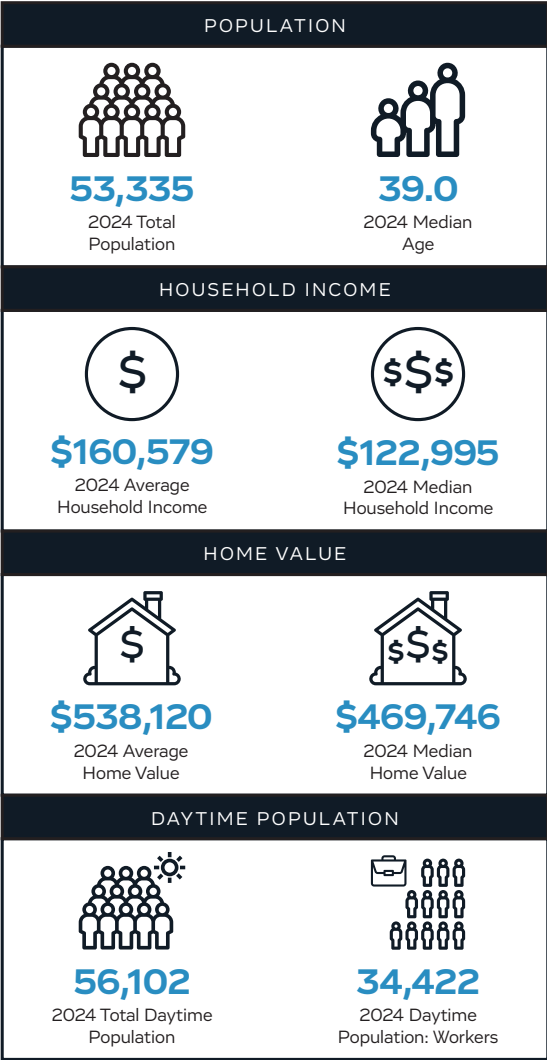 POPULATION
53,335
2024 Total
Population
39.0
2024 Median
Age
HOUSEHOLD INCOME
$
$160,579
2024 Average
Household Income
$$$
$122,995
2024 Median
Household Income
HOME VALUE
$
$538,120
2024 Average
Home Value
$$$
$469,746
2024 Median
Home Value
DAYTIME POPULATION
56,102
2024 Total Daytime
Population
34,422
2024 Daytime
Population: Workers